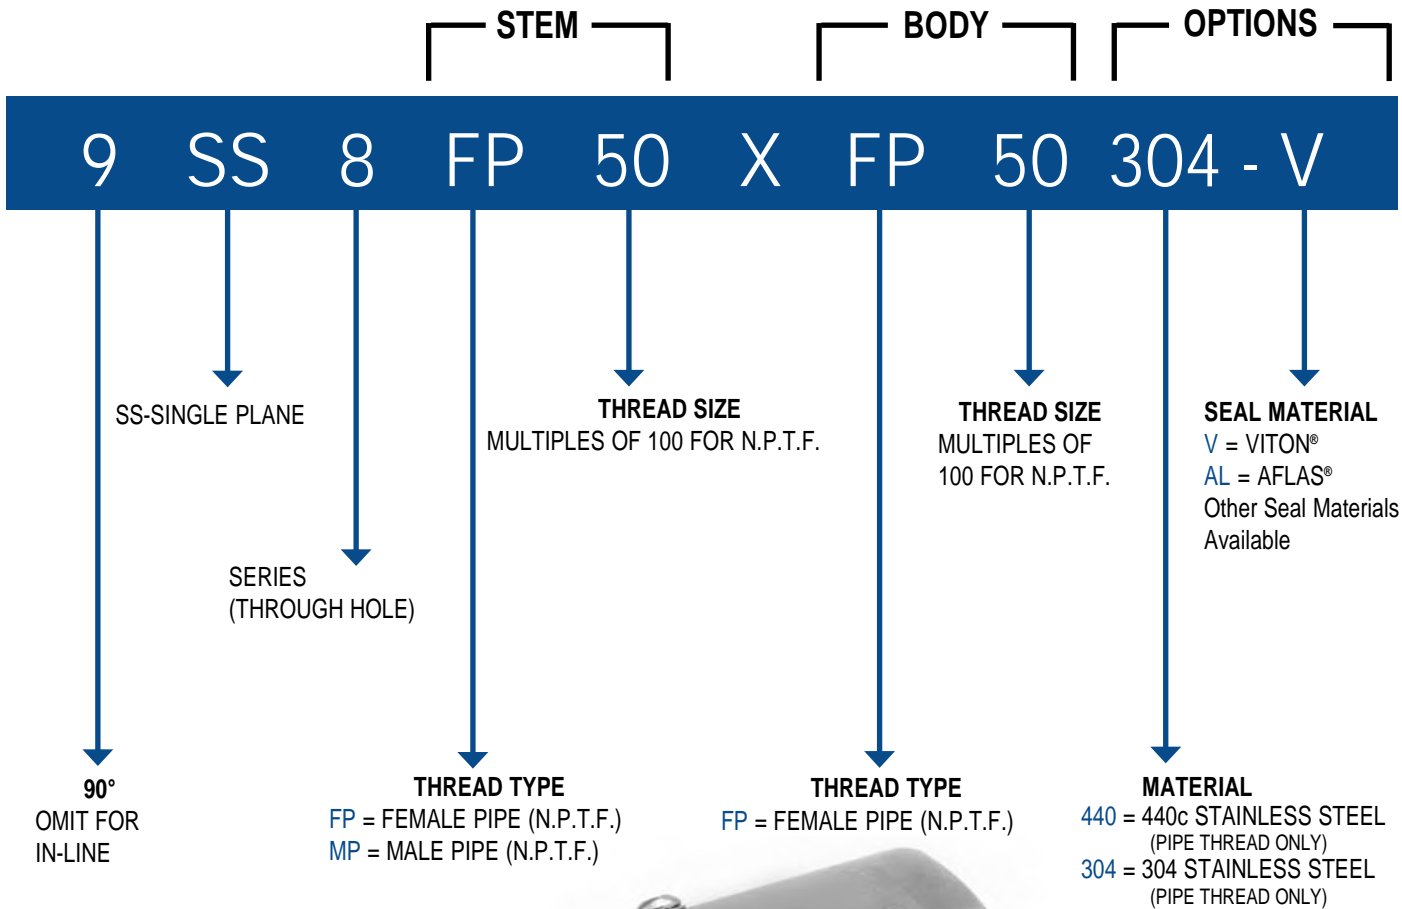 STEM BODY OPTIONS
9 SS 8 FP 50 X FP 50 304 - V
SS-SINGLE PLANE
THREAD SIZE
MULTIPLES OF 100 FOR N.P.T.F.
THREAD SIZE
MULTIPLES OF
100 FOR N.P.T.F.
SEAL MATERIAL
V = VITON®
AL = AFLAS®
Other Seal Materials
Available
SERIES
(THROUGH HOLE)
90°
OMIT FOR
IN-LINE
THREAD TYPE
FP = FEMALE PIPE (N.P.T.F.)
MP = MALE PIPE (N.P.T.F.)
THREAD TYPE
FP = FEMALE PIPE (N.P.T.F.)
MATERIAL
440 = 440c STAINLESS STEEL
(PIPE THREAD ONLY)
304 = 304 STAINLESS STEEL
(PIPE THREAD ONLY)